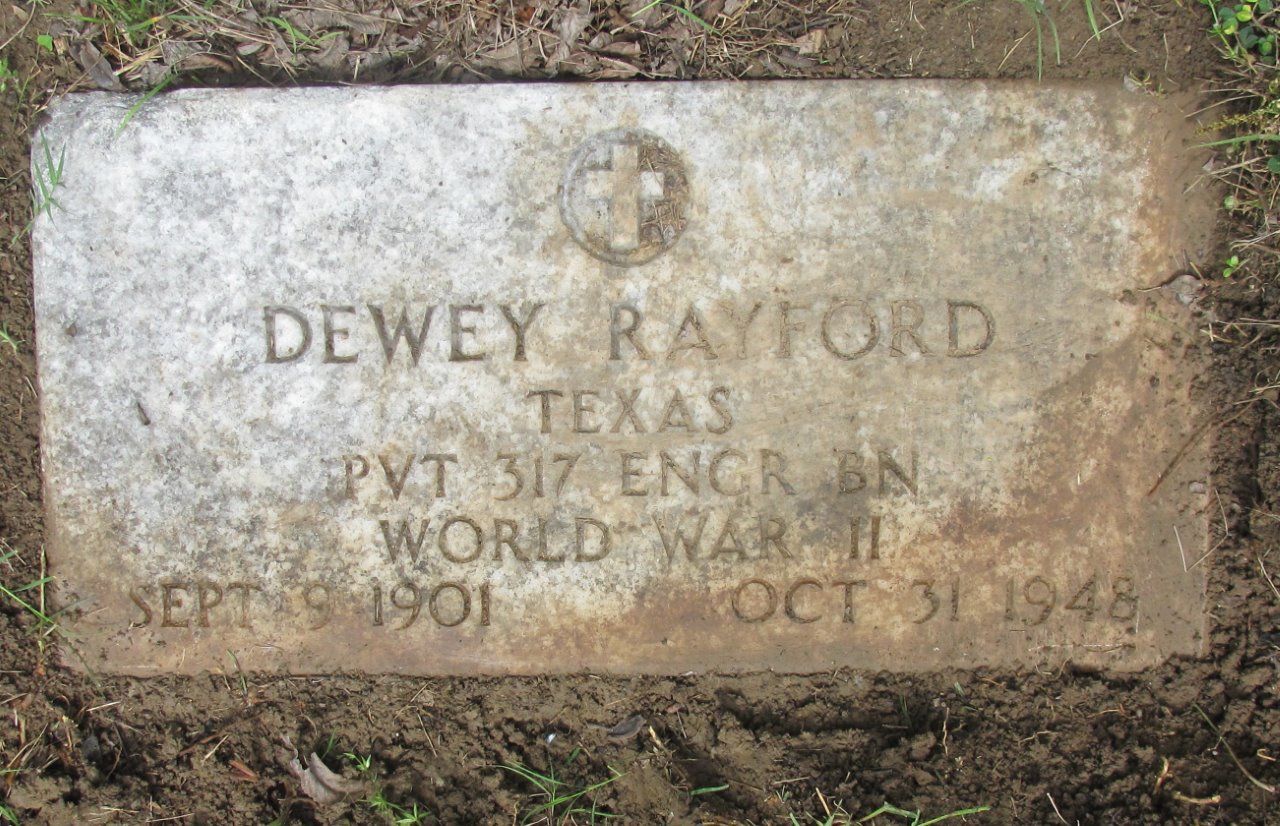 DEWEY RAYFORD
TEXAS
PVT 317 ENGR BN
WORLD WAR II
SEPT 9 1901 OCT 31 1948